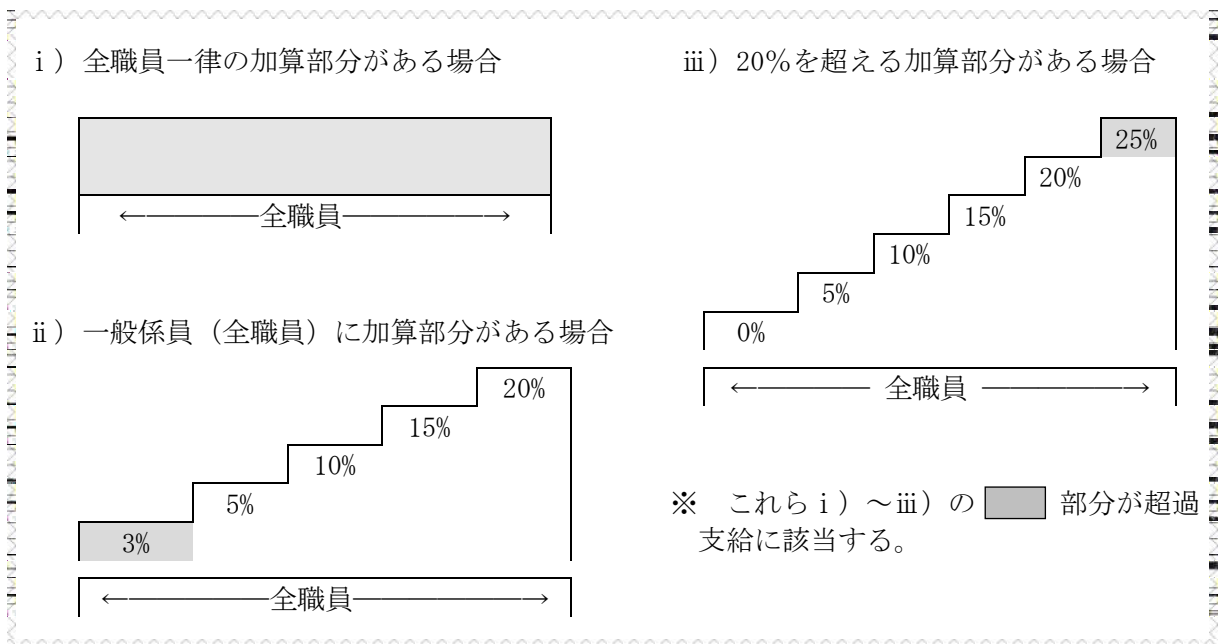 ⅰ）全職員一律の加算部分がある場合
←―――――全職員――――――→
ⅱ）一般係員（全職員）に加算部分がある場合
20%
15%
10%
5%
3%
←――――――全職員―――――――→
ⅲ）20％を超える加算部分がある場合
25%
20%
15%
10%
5%
0%
←――――― 全職員 ――――――→
※　これらⅰ）～ⅲ）の 部分が超過
支給に該当する。